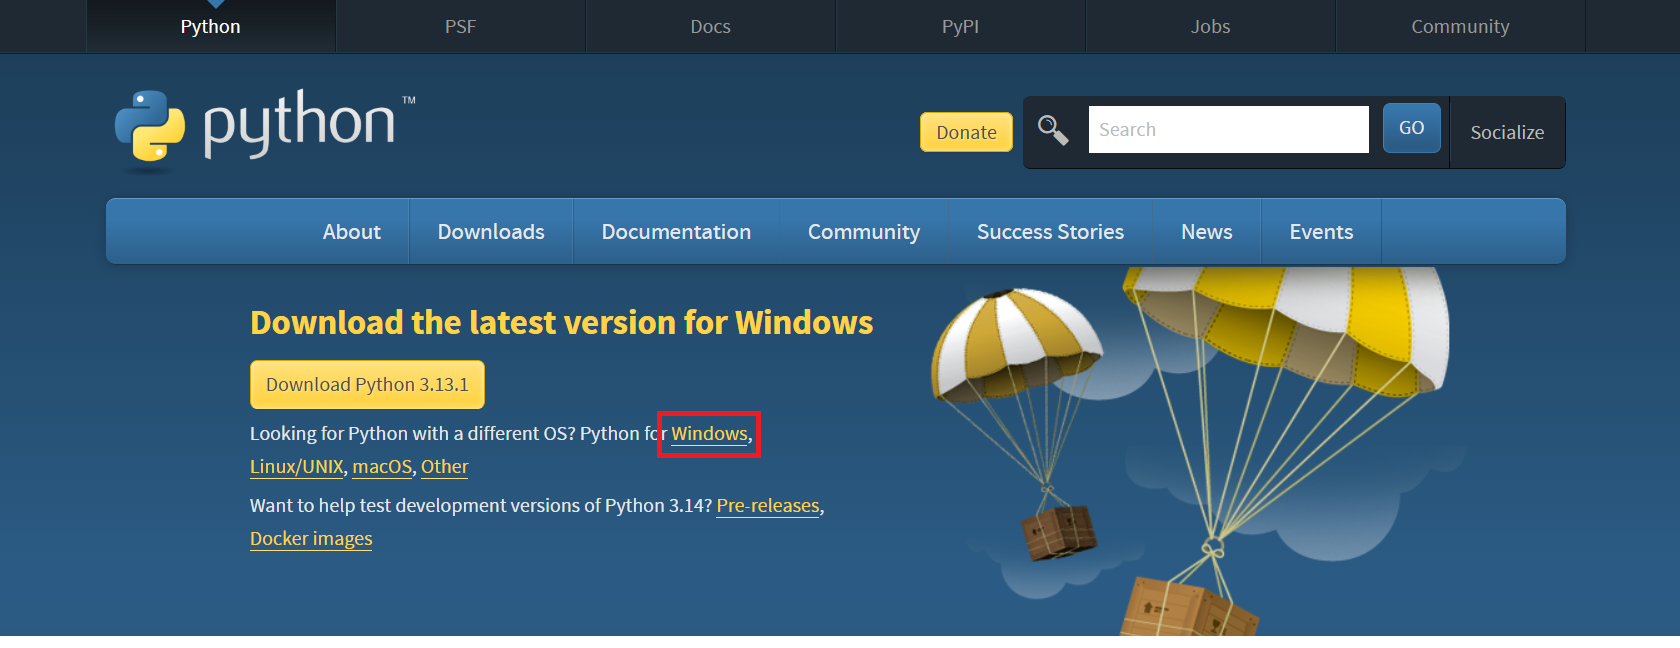 Python
PSF
Docs
PyPI
Jobs
Community
python™
Donate
Search
GO
Socialize
About
Downloads
Documentation
Community
Success Stories
News
Events
Download the latest version for Windows
Download Python 3.13.1
Looking for Python with a different OS? Python for Windows,
Linux/UNIX, macOS, Other
Want to help test development versions of Python 3.14? Pre-releases,
Docker images